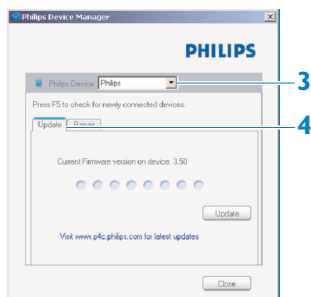 Philips Device Manager
PHILIPS
Philips Device Philips
3
Press F5 to check for newly connected devices.
Update Repair
4
Current Firmware version on device: 3.50
Update
Visit www.p4c.philips.com for latest updates
Close